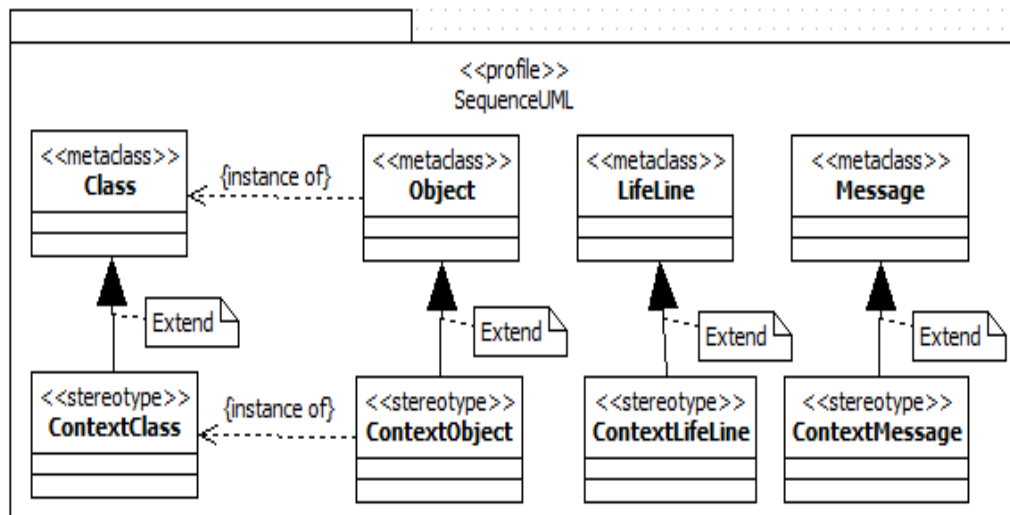 <<profile>>
SequenceUML
<<metaclass>>
Class
{instance of}
<<metaclass>>
Object
<<metaclass>>
LifeLine
<<metaclass>>
Message
Extend
Extend
Extend
Extend
<<stereotype>>
ContextClass
{instance of}
<<stereotype>>
ContextObject
<<stereotype>>
ContextLifeLine
<<stereotype>>
ContextMessage